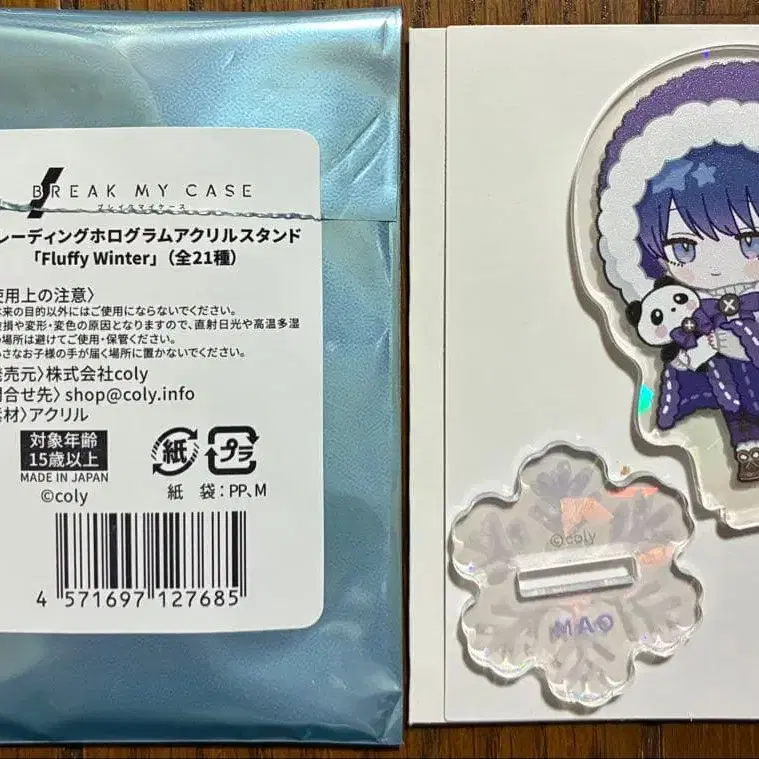 BREAK MY CASE
ブレイクマイケース
レーディングホログラムアクリルスタンド
「Fluffy Winter」（全21種）
使用上の注意〉
本来の目的以外にはご使用にならないでください。
破損や変形・変色の原因となりますので、直射日光や高温多湿
の場所は避けてご使用・保管ください。
小さなお子様の手が届く場所に置かないでください。
発売元〉株式会社coly
問合せ先〉shop@coly.info
素材〉アクリル
対象年齢
15歳以上
MADE IN JAPAN
©coly
紙
プラ
紙 袋：PP、M
4 571697 127685
©coly
MAO